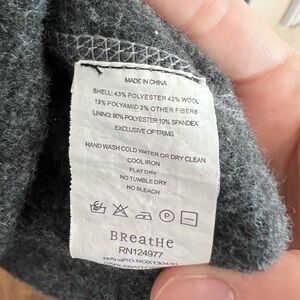 MADE IN CHINA
SHELL: 43% POLYESTER 42% WOOL
13% POLYAMID 2% OTHER FIBERS
LINING: 90% POLYESTER 10% SPANDEX
EXCLUSIVE OF TRIMS
HAND WASH COLD WATER OR DRY CLEAN
COOL IRON
FLAT DRY
NO TUMBLE DRY
NO BLEACH
P
BReatHe
RN124977
BOX130430